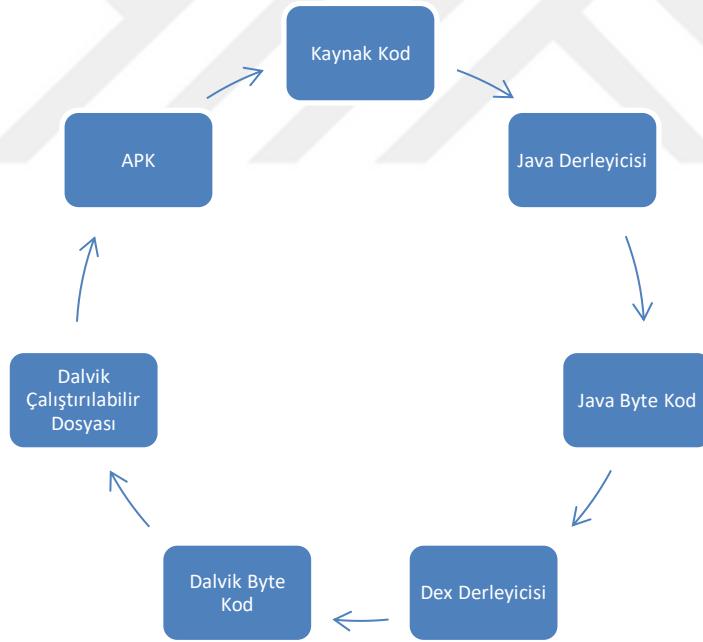 Kaynak Kod
Java Derleyicisi
Java Byte Kod
Dex Derleyicisi
Dalvik Byte
Kod
Dalvik
Çalıştırılabilir
Dosyası
APK